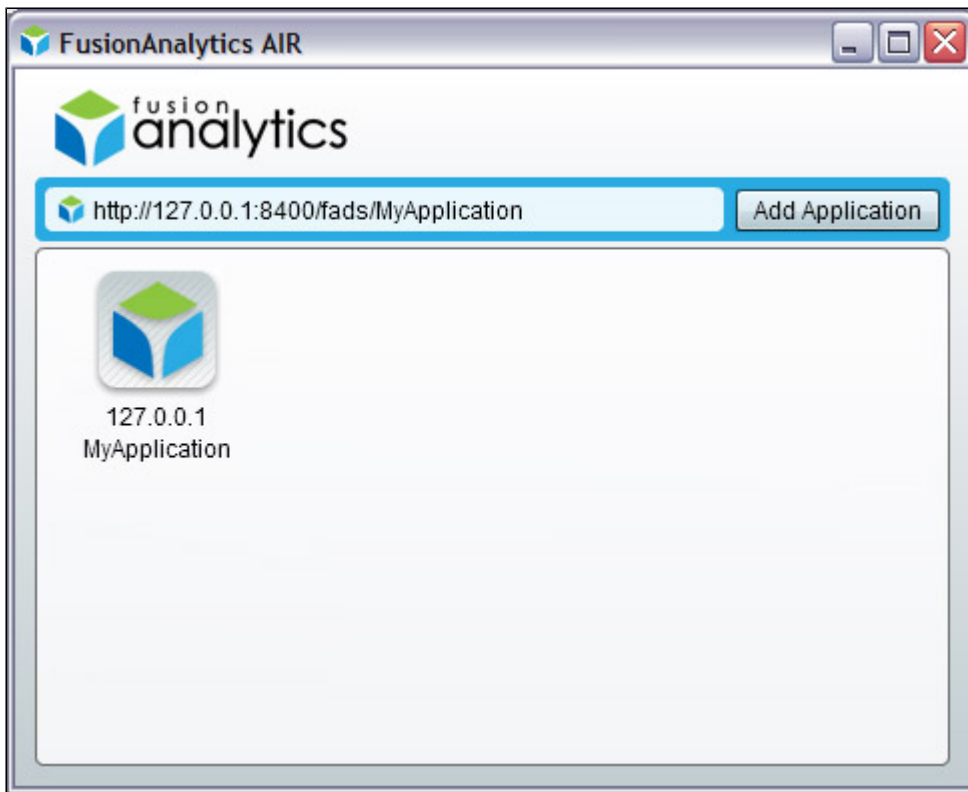 FusionAnalytics AIR
fusion
analytics
http://127.0.0.1:8400/fads/MyApplication Add Application
127.0.0.1
MyApplication